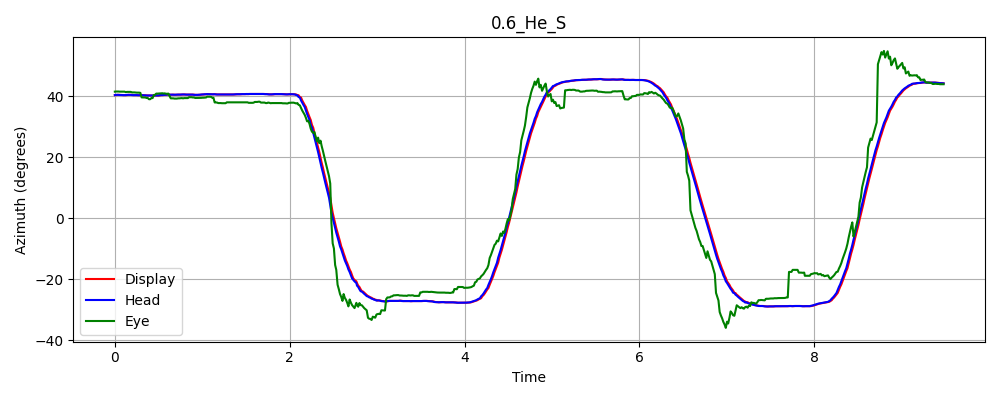 0.6_He_S
Azimuth (degrees)
40
20
0
−20
−40
Display
Head
Eye
0 2 4 6 8
Time